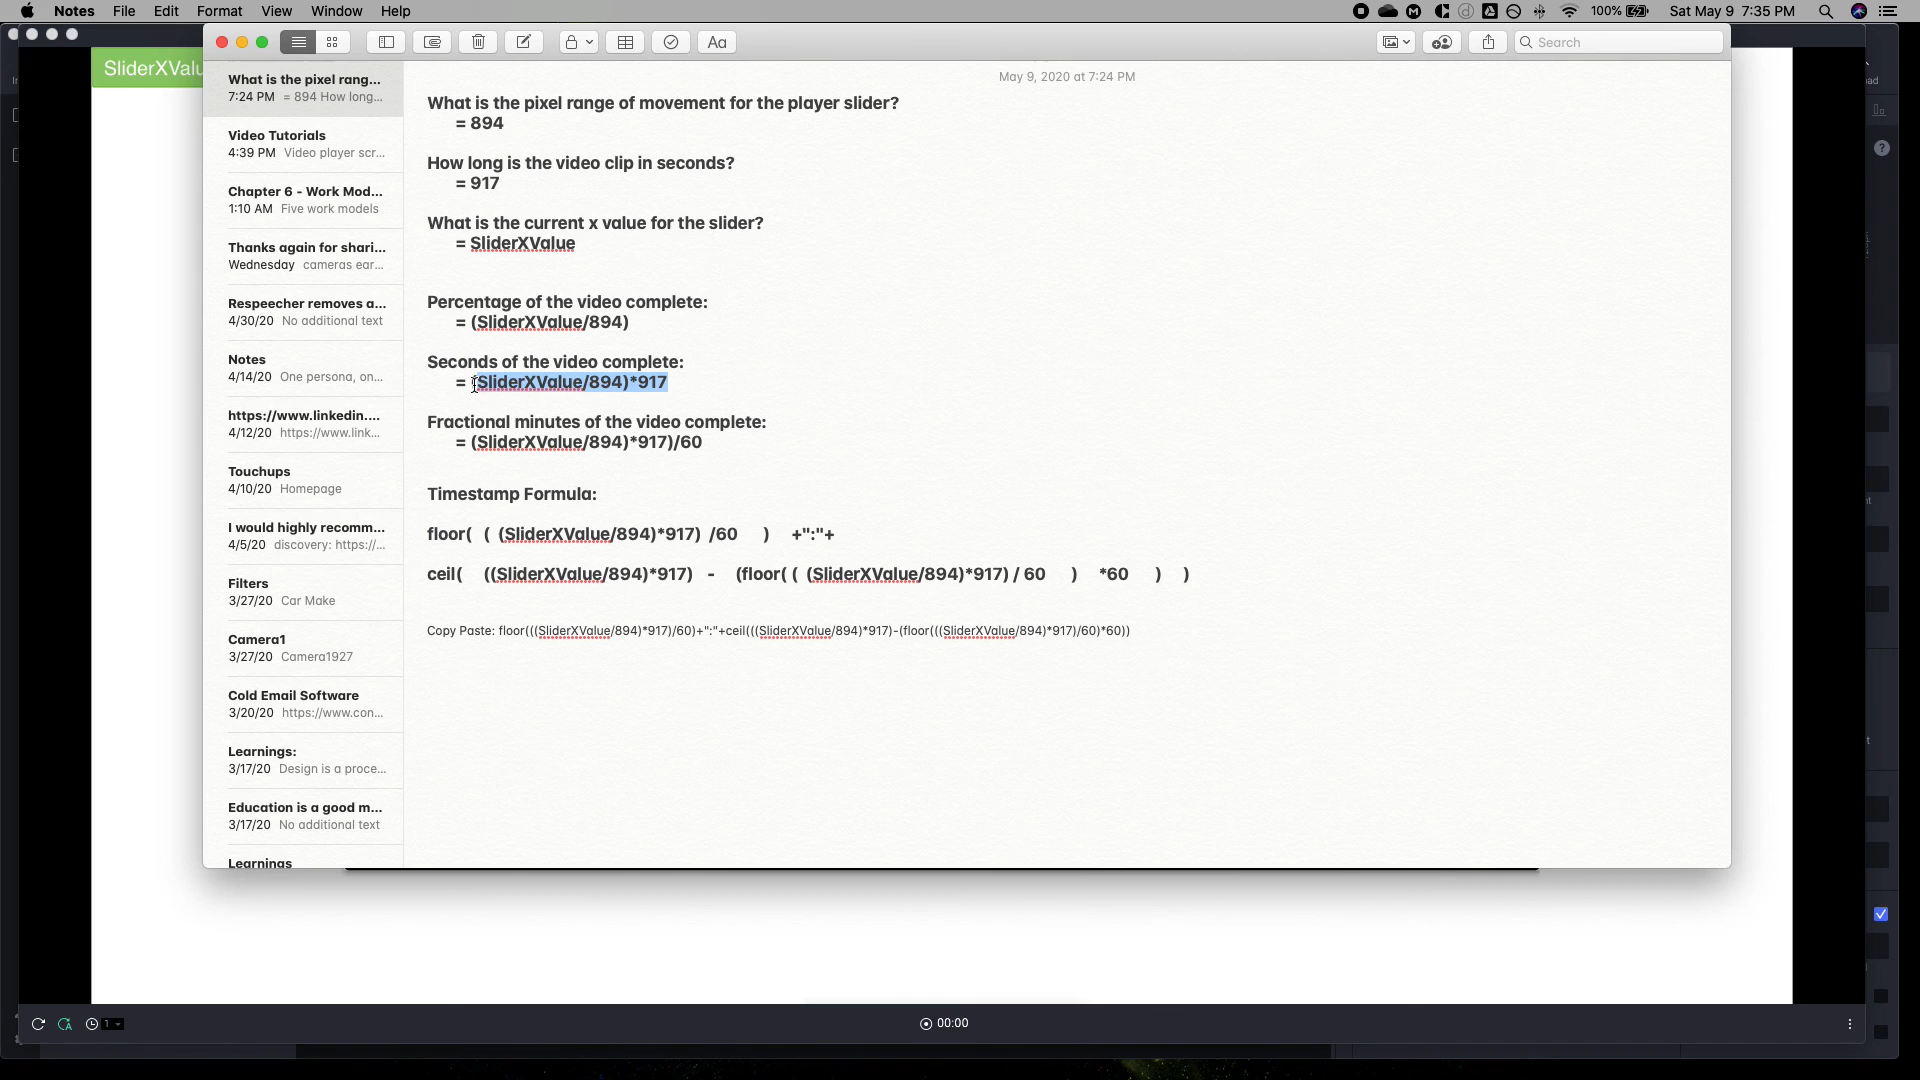 Notes File Edit Format View Window Help
100% Sat May 9 7:35 PM
SliderXValu
Aa
Search
What is the pixel rang...
7:24 PM = 894 How long...
Video Tutorials
4:39 PM Video player scr...
Chapter 6 - Work Mod...
1:10 AM Five work models
Thanks again for shari...
Wednesday cameras ear...
Respeecher removes a...
4/30/20 No additional text
Notes
4/14/20 One persona, on...
https://www.linkedin....
4/12/20 https://www.link...
Touchups
4/10/20 Homepage
I would highly recomm...
4/5/20 discovery: https://...
Filters
3/27/20 Car Make
Camera1
3/27/20 Camera1927
Cold Email Software
3/20/20 https://www.con...
Learnings:
3/17/20 Design is a proce...
Education is a good m...
3/17/20 No additional text
Learnings
May 9, 2020 at 7:24 PM
What is the pixel range of movement for the player slider?
= 894
How long is the video clip in seconds?
= 917
What is the current x value for the slider?
= SliderXValue
Percentage of the video complete:
= (SliderXValue/894)
Seconds of the video complete:
= (SliderXValue/894)*917
Fractional minutes of the video complete:
= (SliderXValue/894)*917)/60
Timestamp Formula:
floor( ( (SliderXValue/894)*917) /60 ) +":"+
ceil( ((SliderXValue/894)*917) - (floor( ( (SliderXValue/894)*917) / 60 ) *60 ) )
Copy Paste: floor(((SliderXValue/894)*917)/60)+":"+ceil(((SliderXValue/894)*917)-(floor(((SliderXValue/894)*917)/60)*60))
1
00:00